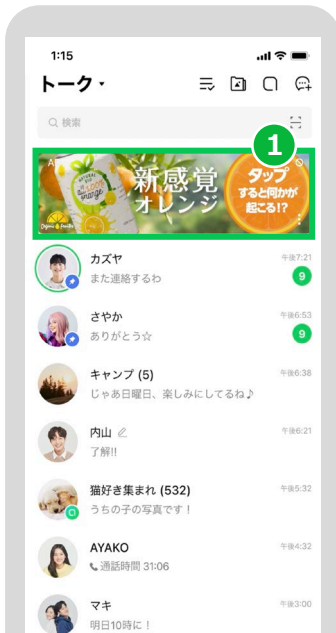 1:15
トーク
検索
1
新感覚
オレンジ
タップ
すると何かが
起こる!?
100%
orange
カズヤ
午後7:21
また連絡するわ
9
さやか
午後6:53
ありがとう☆
9
キャンプ (5)
午後6:38
じゃあ日曜日、楽しみにしてるね♪
内山
午後6:21
了解!!
猫好き集まれ (532)
午後5:32
うちの子の写真です！
AYAKO
午後4:32
通話時間 31:06
マキ
午後3:00
明日10時に！